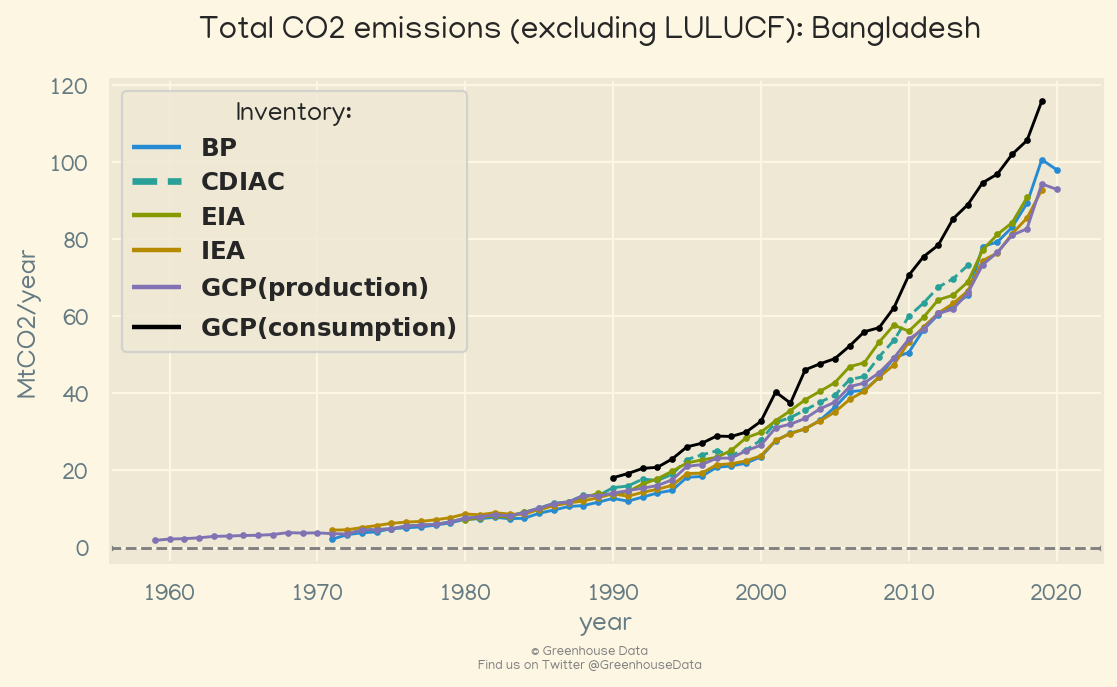 Total CO2 emissions (excluding LULUCF): Bangladesh
MtCO2/year
120
100
80
60
40
20
0
Inventory:
BP
CDIAC
EIA
IEA
GCP(production)
GCP(consumption)
1960 1970 1980 1990 2000 2010 2020
year
© Greenhouse Data
Find us on Twitter @GreenhouseData